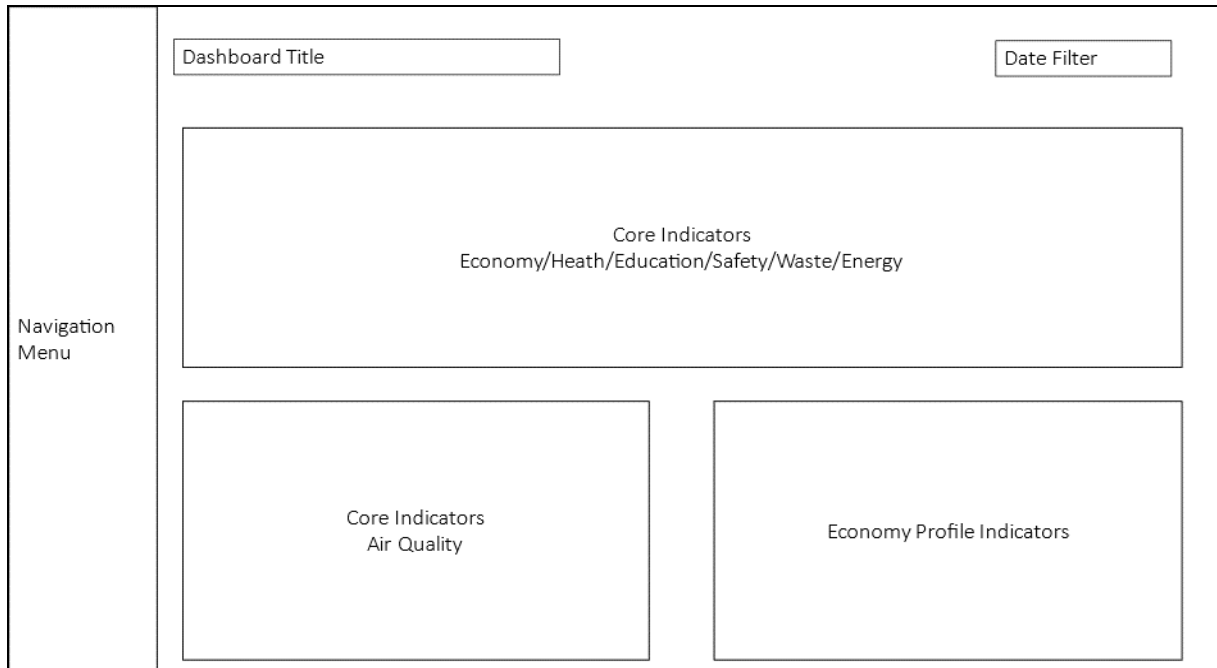 Dashboard Title
Date Filter
Core Indicators
Economy/Heath/Education/Safety/Waste/Energy
Navigation
Menu
Core Indicators
Air Quality
Economy Profile Indicators